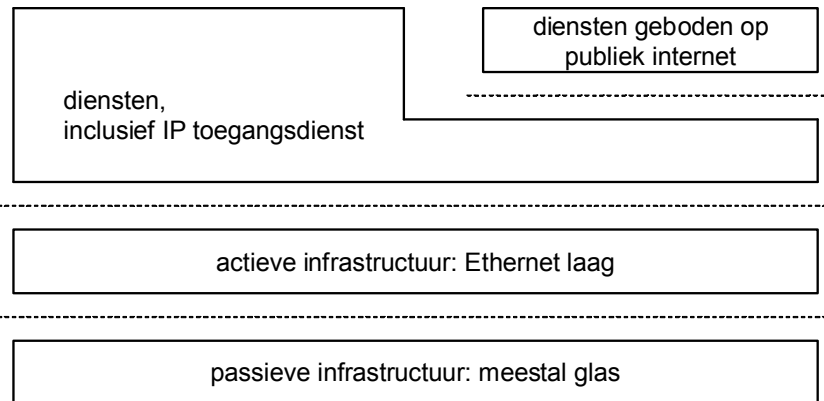 diensten geboden op
publiek internet
diensten,
inclusief IP toegangsdienst
actieve infrastructuur: Ethernet laag
passieve infrastructuur: meestal glas